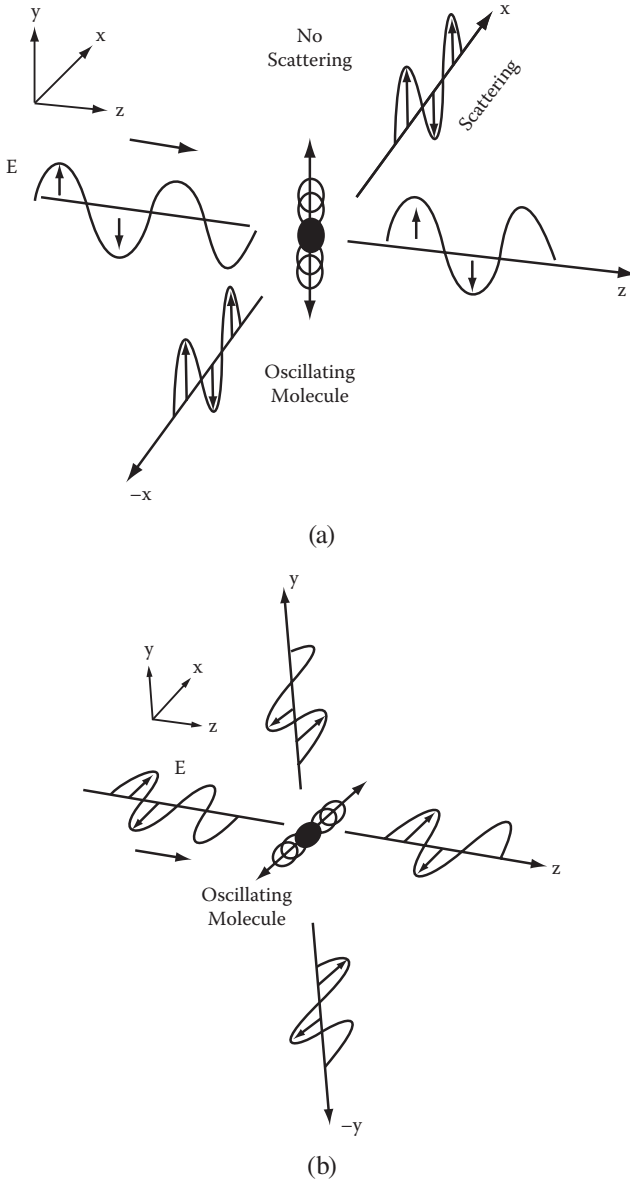 y
x
z
E
No
Scattering
x
Scattering
z
Oscillating
Molecule
–x
(a)
y
y
x
z
E
z
Oscillating
Molecule
–y
(b)